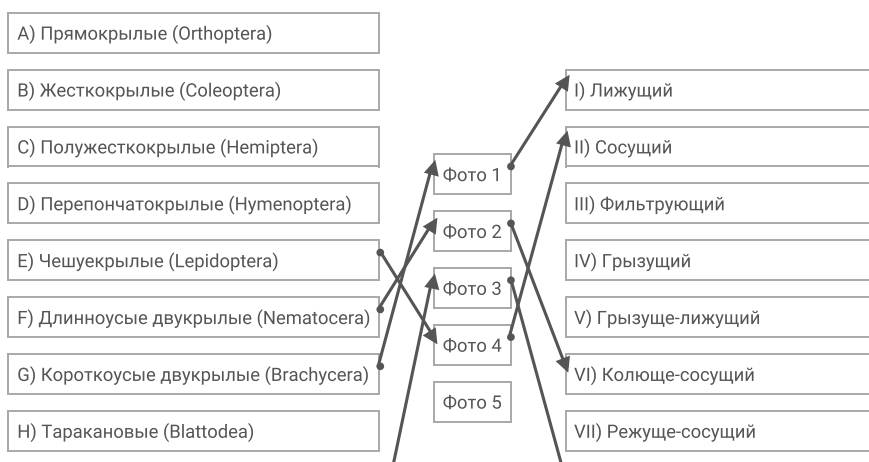 A) Прямокрылые (Orthoptera)
B) Жесткокрылые (Coleoptera)
C) Полужесткокрылые (Hemiptera)
D) Перепончатокрылые (Hymenoptera)
E) Чешуекрылые (Lepidoptera)
F) Длинноусые двукрылые (Nematocera)
G) Короткоусые двукрылые (Brachycera)
H) Таракановые (Blattodea)
Фото 1
Фото 2
Фото 3
Фото 4
Фото 5
I) Лижущий
II) Сосущий
III) Фильтрующий
IV) Грызущий
V) Грызуще-лижущий
VI) Колюще-сосущий
VII) Режуще-сосущий